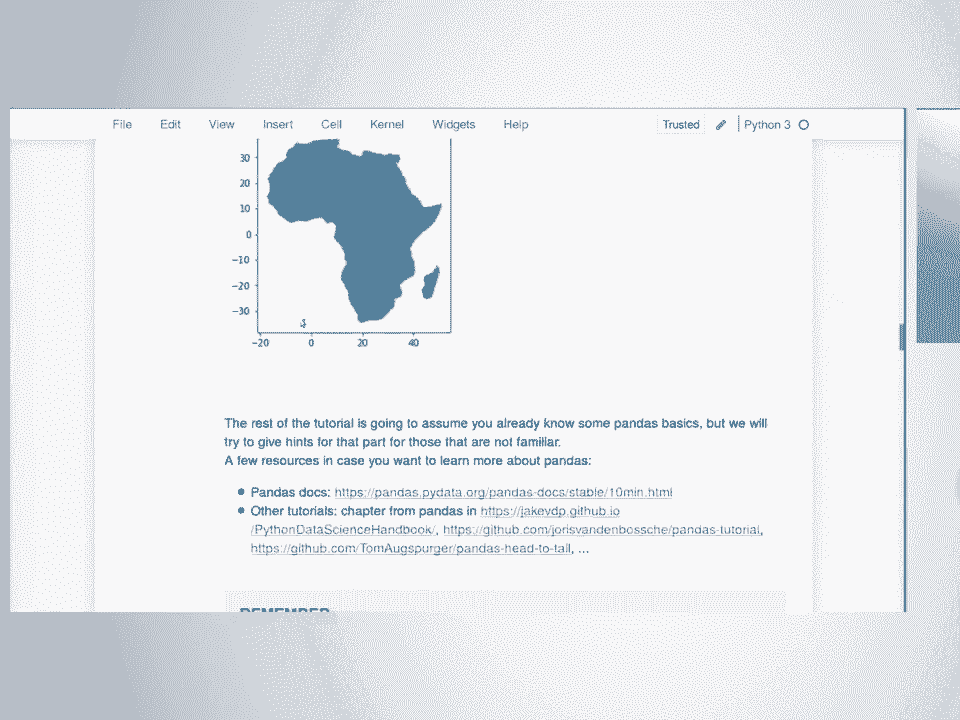 File Edit View Insert Cell Kernel Widgets Help Trusted Python 3
30
20
10
0
−10
−20
−30
−20 0 20 40
The rest of the tutorial is going to assume you already know some pandas basics, but we will
try to give hints for that part for those that are not familiar.
A few resources in case you want to learn more about pandas:
Pandas docs: https://pandas.pydata.org/pandas-docs/stable/10min.html
Other tutorials: chapter from pandas in https://jakevdp.github.io
/PythonDataScienceHandbook/, https://github.com/jorisvandenbossche/pandas-tutorial,
https://github.com/TomAugspurger/pandas-head-to-tail, ...
REMEMBER